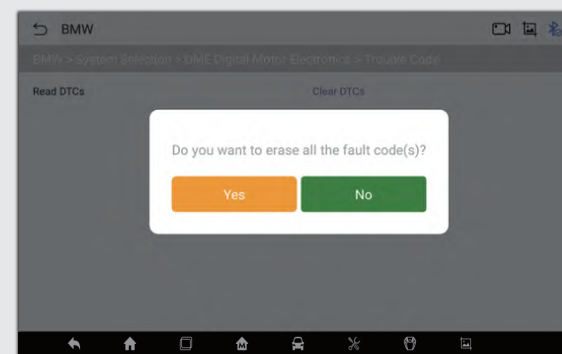 BMW
BMW > System Selection > DME Digital Motor Electronics > Trouble Code
Read DTCs
Clear DTCs
Do you want to erase all the fault code(s)?
Yes
No